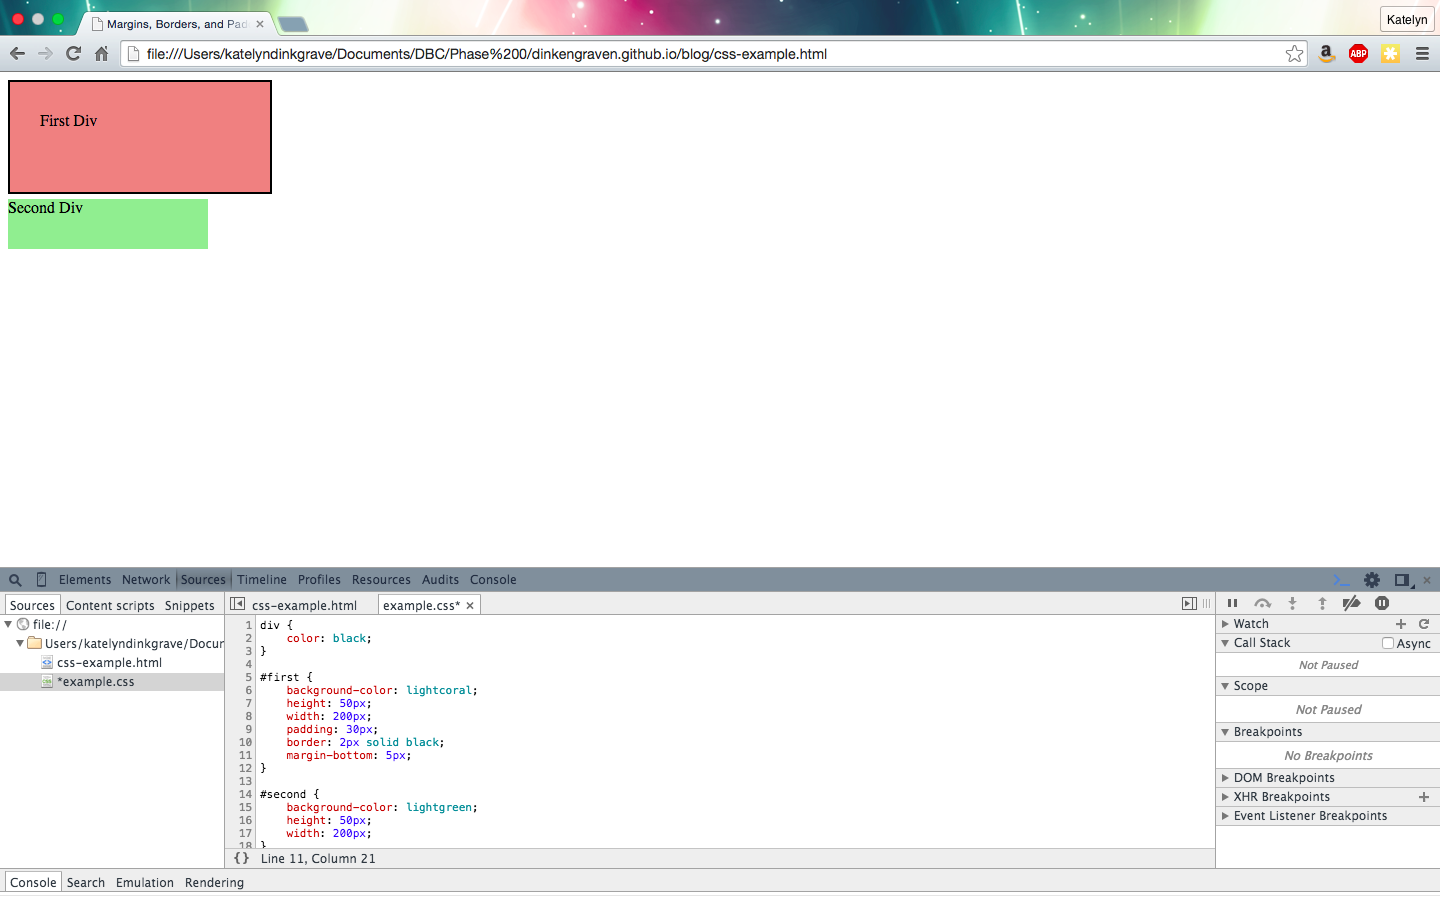 Margins, Borders, and Pad
Katelyn
file:///Users/katelyndinkgrave/Documents/DBC/Phase%200/dinkengraven.github.io/blog/css-example.html
a
ABP
First Div
Second Div
Elements Network Sources Timeline Profiles Resources Audits Console
Sources Content scripts Snippets
css-example.html example.css*
file://
Users/katelyndinkgrave/Docur
css-example.html
*example.css
1 div {
2 color: black;
3 }
4
5 #first {
6 background-color: lightcoral;
7 height: 50px;
8 width: 200px;
9 padding: 30px;
10 border: 2px solid black;
11 margin-bottom: 5px;
12 }
13
14 #second {
15 background-color: lightgreen;
16 height: 50px;
17 width: 200px;
18 }
{} Line 11, Column 21
Watch
Call Stack Async
Not Paused
Scope
Not Paused
Breakpoints
No Breakpoints
DOM Breakpoints
XHR Breakpoints
Event Listener Breakpoints
Console Search Emulation Rendering